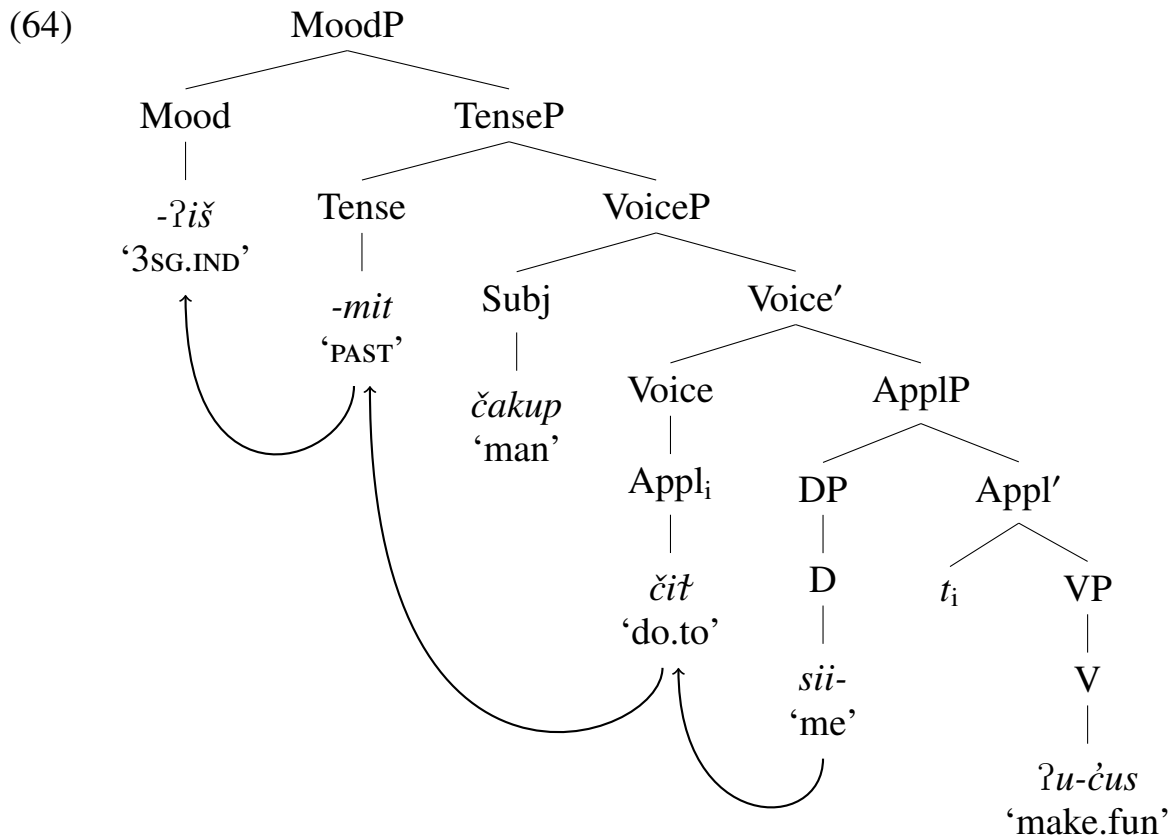 (64)
MoodP
Mood TenseP
-ʔiš Tense VoiceP
‘3SG.IND’
-mit Subj Voice′
‘PAST’
čakup Voice ApplP
‘man’
Applᵢ DP Appl′
čiɫ D tᵢ VP
‘do.to’
sii- V
‘me’
ʔu-c̓us
‘make.fun’